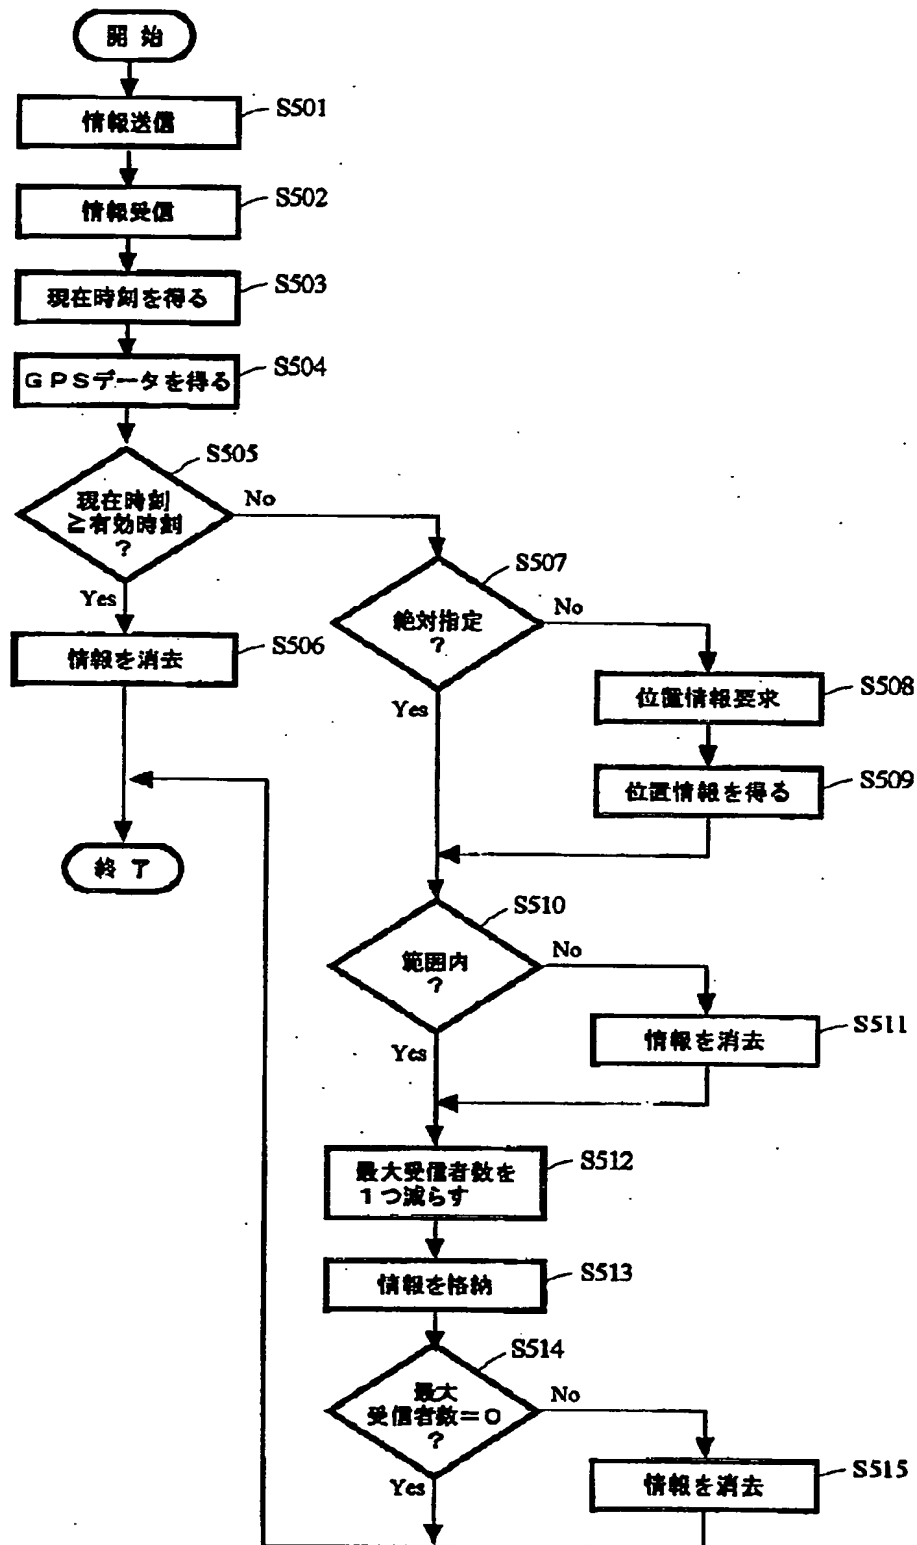 開始
S501
情報送信
S502
情報受信
S503
現在時刻を得る
S504
GPSデータを得る
S505
現在時刻
≧有効時刻
?
No
Yes
S506
情報を消去
終了
S507
絶対指定
?
No
Yes
S508
位置情報要求
S509
位置情報を得る
S510
範囲内
?
No
Yes
S511
情報を消去
S512
最大受信者数を
1つ減らす
S513
情報を格納
S514
最大
受信者数=0
?
No
Yes
S515
情報を消去